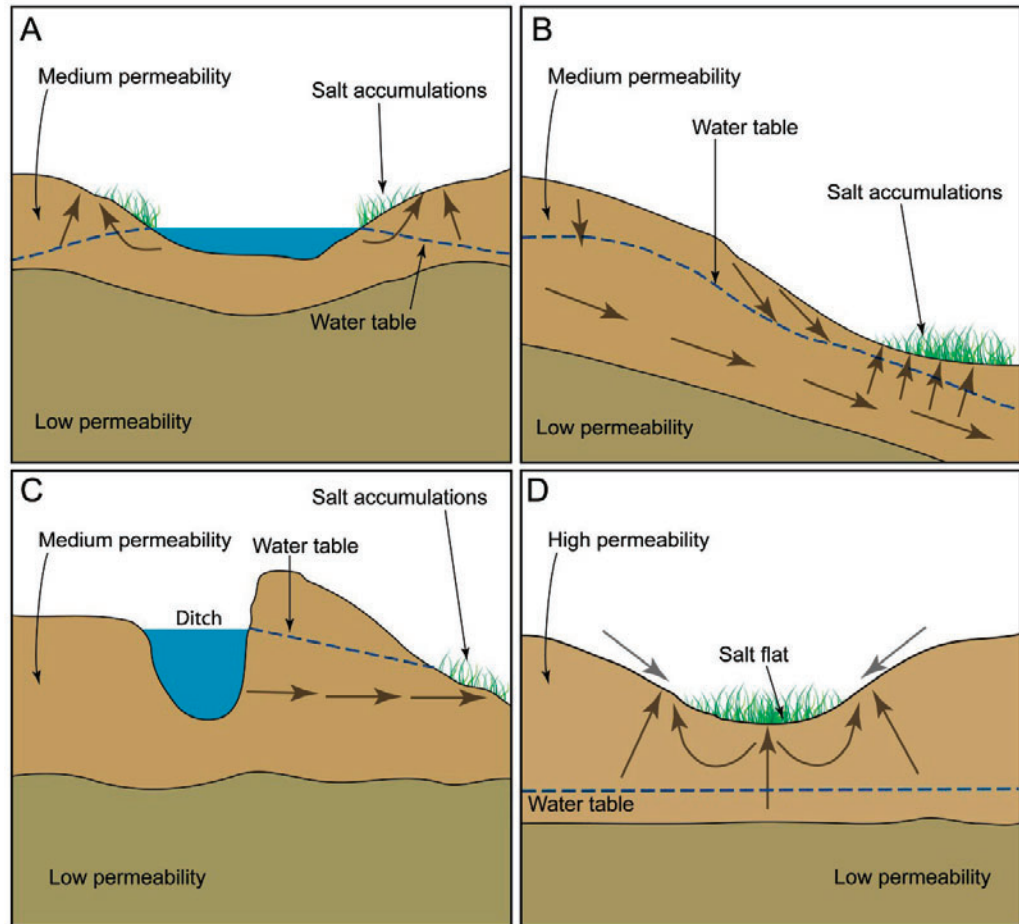 A
Medium permeability
Salt accumulations
Water table
Low permeability
B
Medium permeability
Water table
Salt accumulations
Low permeability
C
Medium permeability
Water table
Salt accumulations
Ditch
Low permeability
D
High permeability
Salt flat
Water table
Low permeability